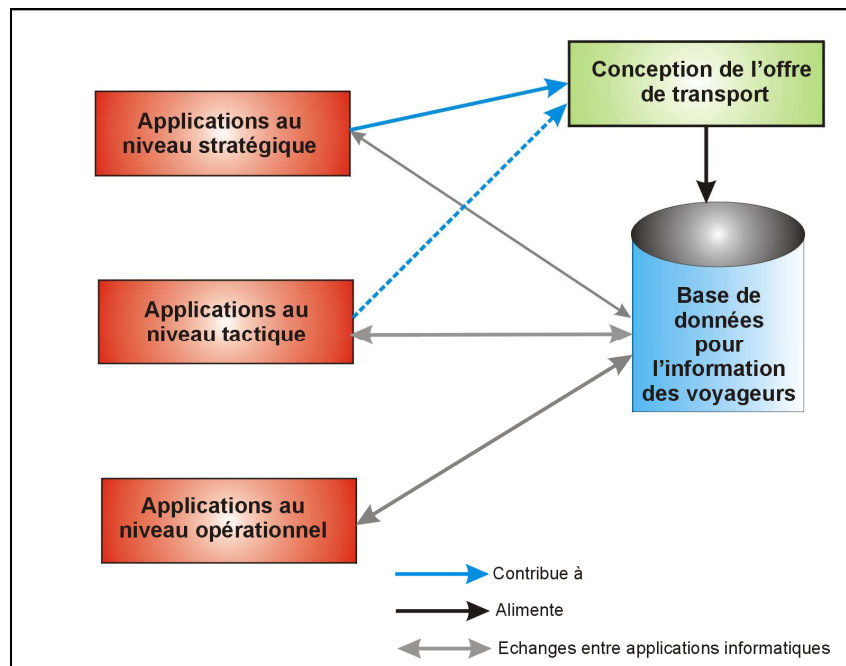 Conception de l'offre
de transport
Applications au
niveau stratégique
Applications au
niveau tactique
Base de
données
pour
l'information
des voyageurs
Applications au
niveau opérationnel
Contribue à
Alimente
Echanges entre applications informatiques